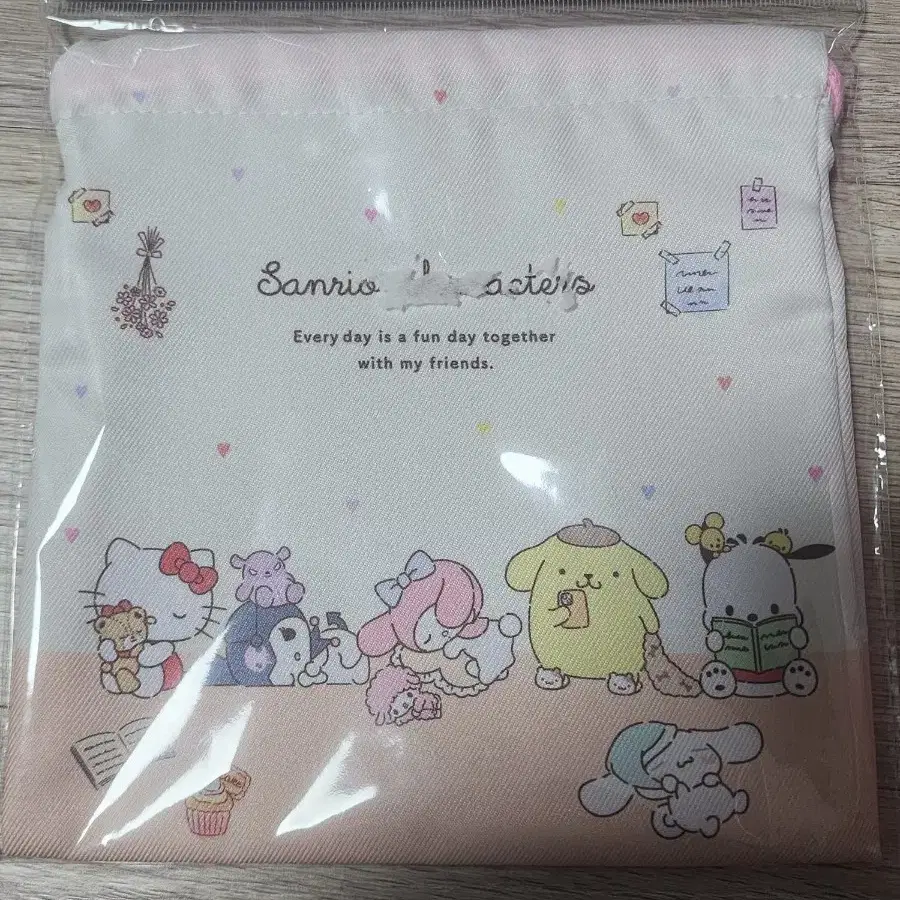 Sanrio
Every day is a fun day together
with my friends.